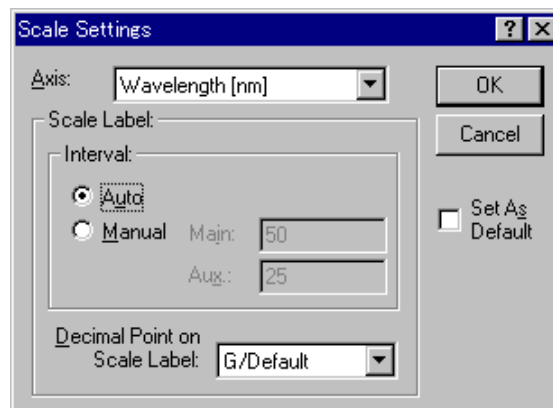 Scale Settings
Axis: Wavelength [nm]
OK
Cancel
Scale Label:
Interval:
Auto
Manual Main: 50
Aux.: 25
Set As
Default
Decimal Point on
Scale Label: G/Default